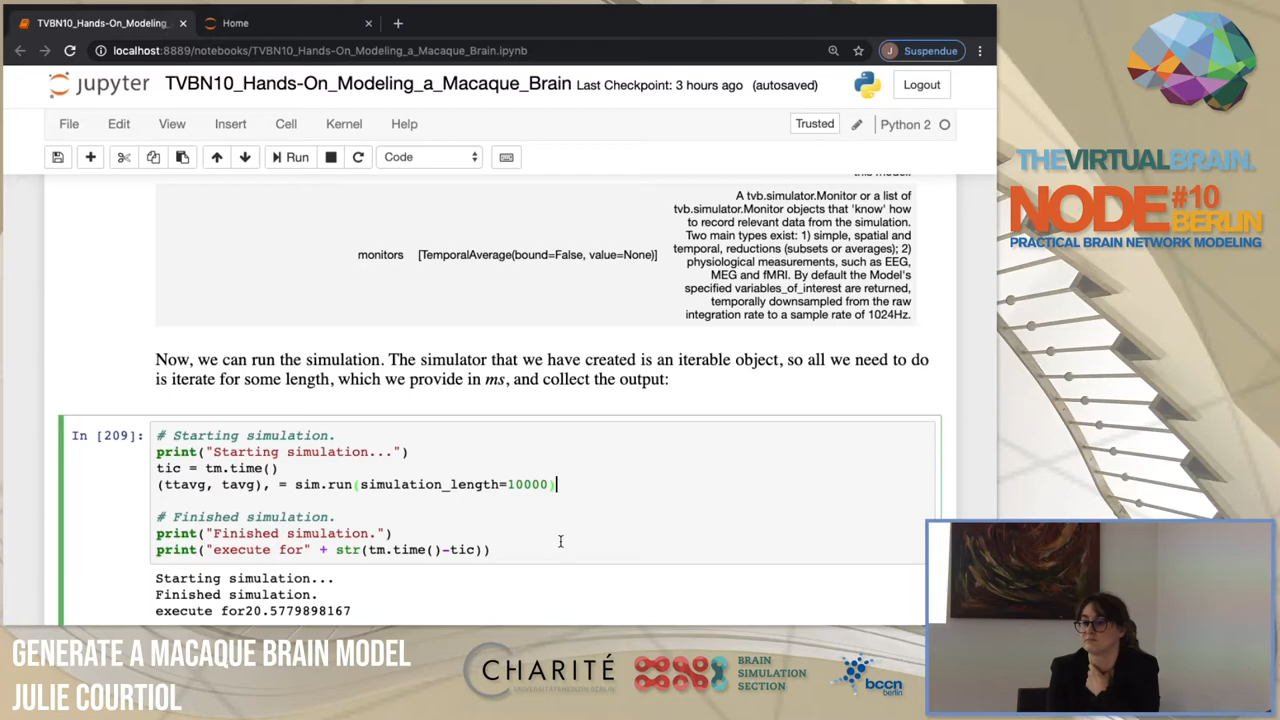 TVBN10_Hands-On_Modeling_
Home
localhost:8889/notebooks/TVBN10_Hands-On_Modeling_a_Macaque_Brain.ipynb
J Suspendue
jupyter TVBN10_Hands-On_Modeling_a_Macaque_Brain Last Checkpoint: 3 hours ago (autosaved)
Logout
File Edit View Insert Cell Kernel Help
Trusted
Python 2
Run
Code
this model.
A tvb.simulator.Monitor or a list of
tvb.simulator.Monitor objects that 'know' how
to record relevant data from the simulation.
Two main types exist: 1) simple, spatial and
temporal, reductions (subsets or averages); 2)
monitors [TemporalAverage(bound=False, value=None)]
physiological measurements, such as EEG,
MEG and fMRI. By default the Model's
specified variables_of_interest are returned,
temporally downsampled from the raw
integration rate to a sample rate of 1024Hz.
Now, we can run the simulation. The simulator that we have created is an iterable object, so all we need to do
is iterate for some length, which we provide in ms, and collect the output:
In [209]:
# Starting simulation.
print("Starting simulation...")
tic = tm.time()
(ttavg, tavg), = sim.run(simulation_length=10000)
# Finished simulation.
print("Finished simulation.")
print("execute for" + str(tm.time()-tic))
Starting simulation...
Finished simulation.
execute for20.5779898167
THEVIRTUALBRAIN.
NODE #10
BERLIN
PRACTICAL BRAIN NETWORK MODELING
GENERATE A MACAQUE BRAIN MODEL
JULIE COURTIOL
CHARITÉ
UNIVERSITÄTSMEDIZIN BERLIN
BRAIN
SIMULATION
SECTION
bccn
berlin